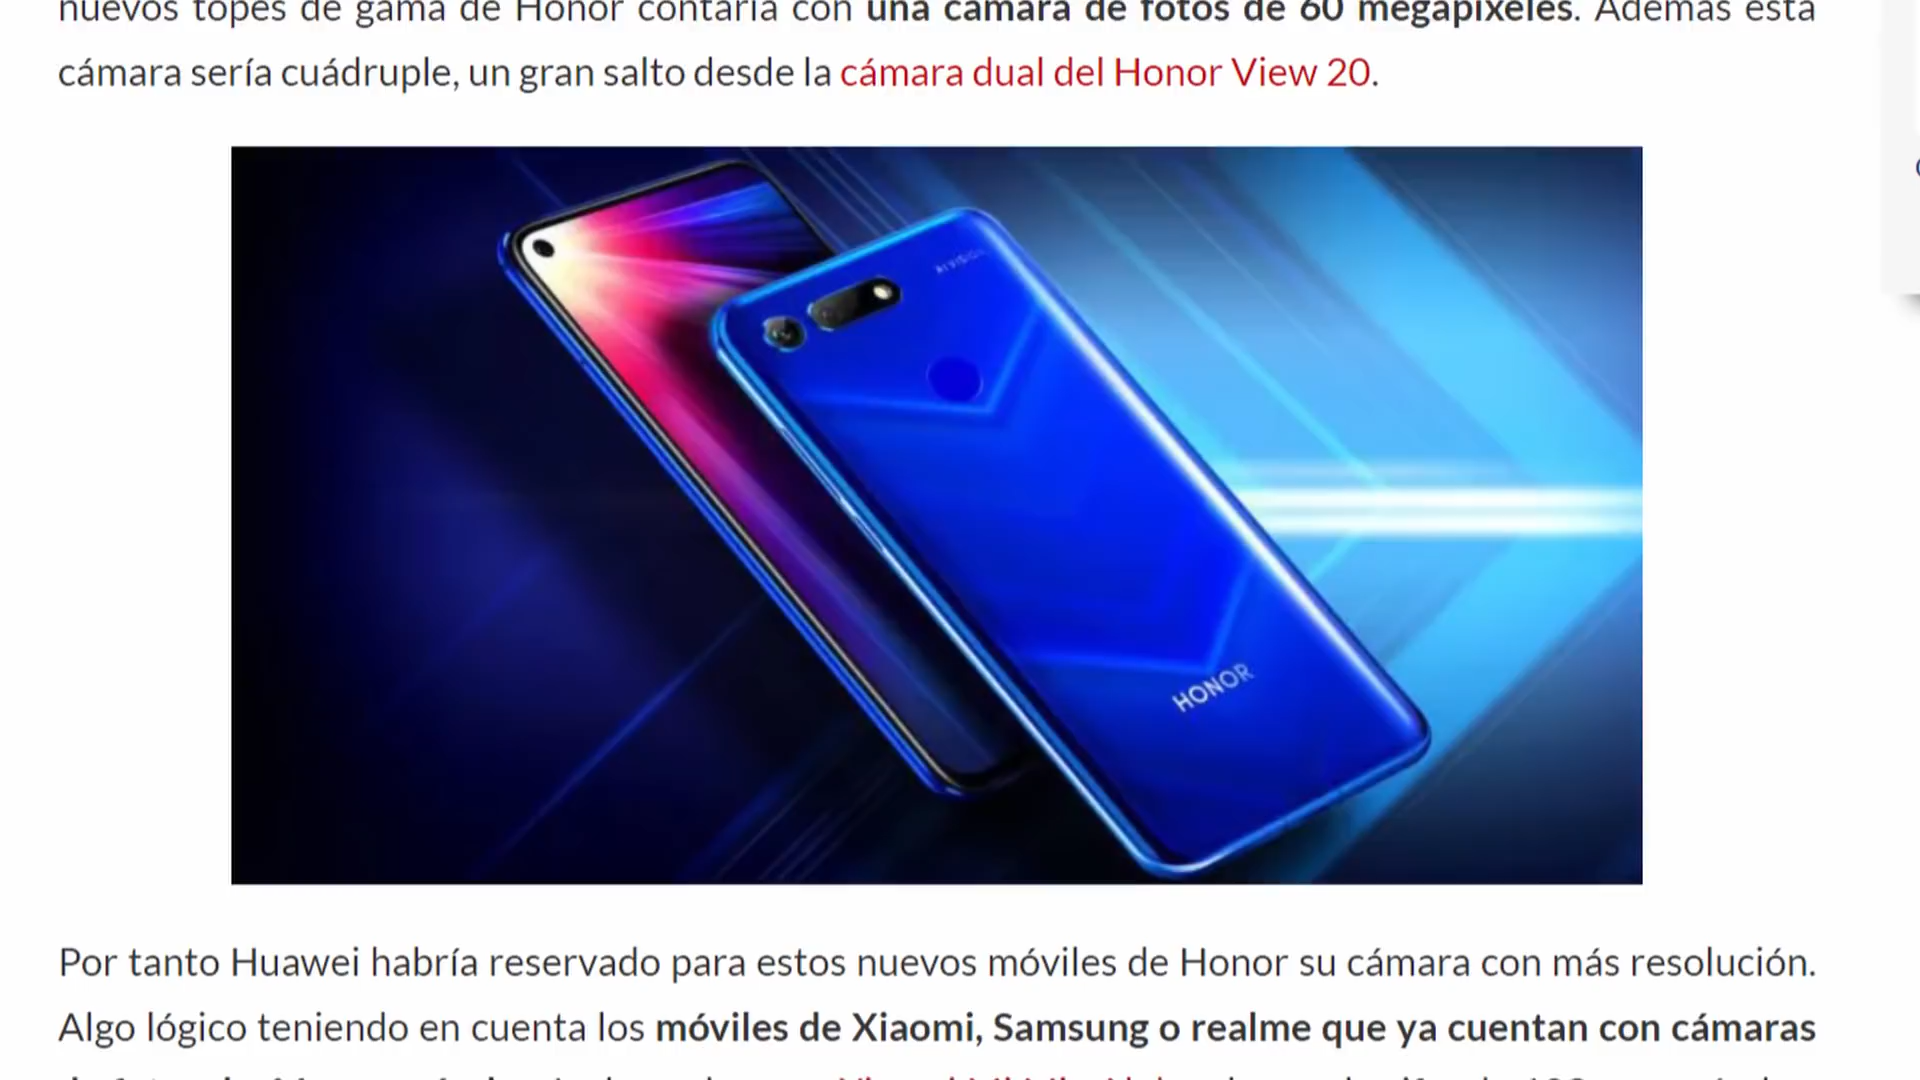 nuevos topes de gama de Honor contaría con una cámara de fotos de 60 megapíxeles. Además esta
cámara sería cuádruple, un gran salto desde la cámara dual del Honor View 20.
AI VISION
HONOR
Por tanto Huawei habría reservado para estos nuevos móviles de Honor su cámara con más resolución.
Algo lógico teniendo en cuenta los móviles de Xiaomi, Samsung o realme que ya cuentan con cámaras